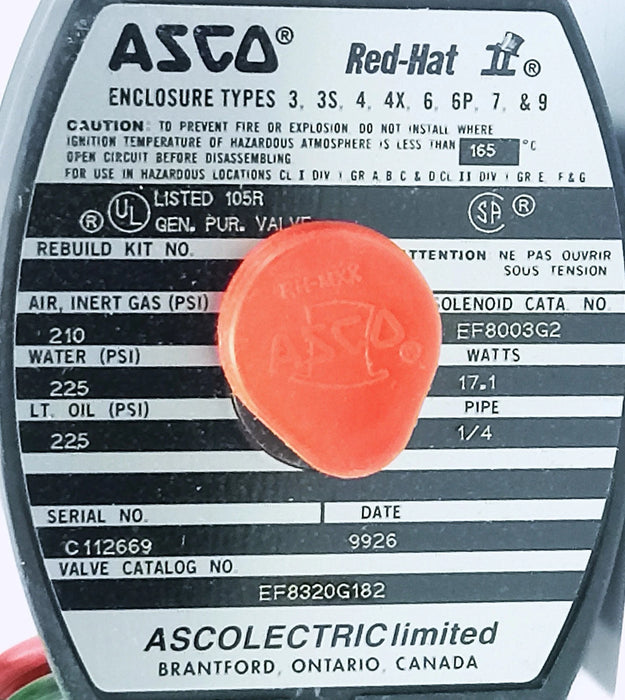 ASCO®
Red-Hat II®
ENCLOSURE TYPES 3, 3S, 4, 4X, 6, 6P, 7, & 9
CAUTION: TO PREVENT FIRE OR EXPLOSION, DO NOT INSTALL WHERE
IGNITION TEMPERATURE OF HAZARDOUS ATMOSPHERE IS LESS THAN 165 °C
OPEN CIRCUIT BEFORE DISASSEMBLING
FOR USE IN HAZARDOUS LOCATIONS CL I DIV 1 GR A B C & D CL II DIV 1 GR E, F & G
® UL LISTED 105R
GEN. PUR. VALVE
SA ®
REBUILD KIT NO.
ATTENTION: NE PAS OUVRIR
SOUS TENSION
AIR, INERT GAS (PSI)
SOLENOID CATA. NO.
210
EF8003G2
WATER (PSI)
WATTS
225
17.1
LT. OIL (PSI)
PIPE
225
1/4
ASCO®
SERIAL NO.
DATE
C112669
9926
VALVE CATALOG NO.
EF8320G182
ASCOLECTRIC limited
BRANTFORD, ONTARIO, CANADA